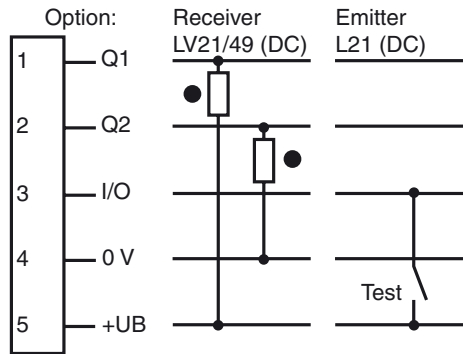 Option:
Receiver
LV21/49 (DC)
Emitter
L21 (DC)
1 Q1
2 Q2
3 I/O
4 0 V
5 +UB
Test